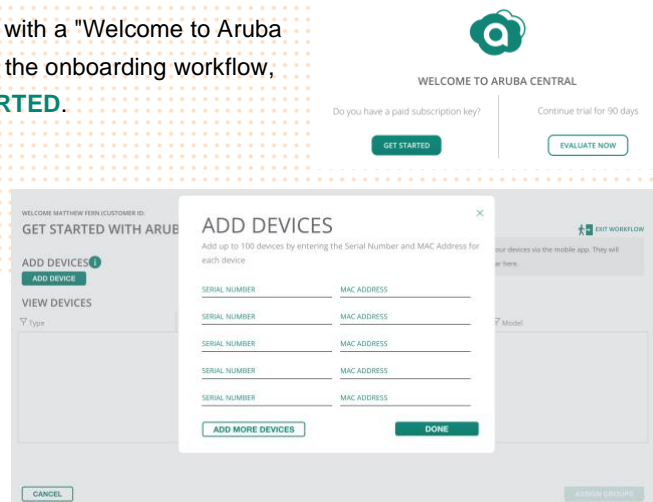 with a "Welcome to Aruba
the onboarding workflow,
RTED.
a
WELCOME TO ARUBA CENTRAL
Do you have a paid subscription key?
Continue trial for 90 days
GET STARTED
EVALUATE NOW
WELCOME MATTHEW FERN (CUSTOMER ID:
GET STARTED WITH ARUB
EXIT WORKFLOW
our devices via the mobile app. They will
ar here.
ADD DEVICES i
ADD DEVICE
VIEW DEVICES
Type
Model
ADD DEVICES
×
Add up to 100 devices by entering the Serial Number and MAC Address for
each device
SERIAL NUMBER MAC ADDRESS
SERIAL NUMBER MAC ADDRESS
SERIAL NUMBER MAC ADDRESS
SERIAL NUMBER MAC ADDRESS
SERIAL NUMBER MAC ADDRESS
ADD MORE DEVICES
DONE
CANCEL
ASSIGN GROUPS